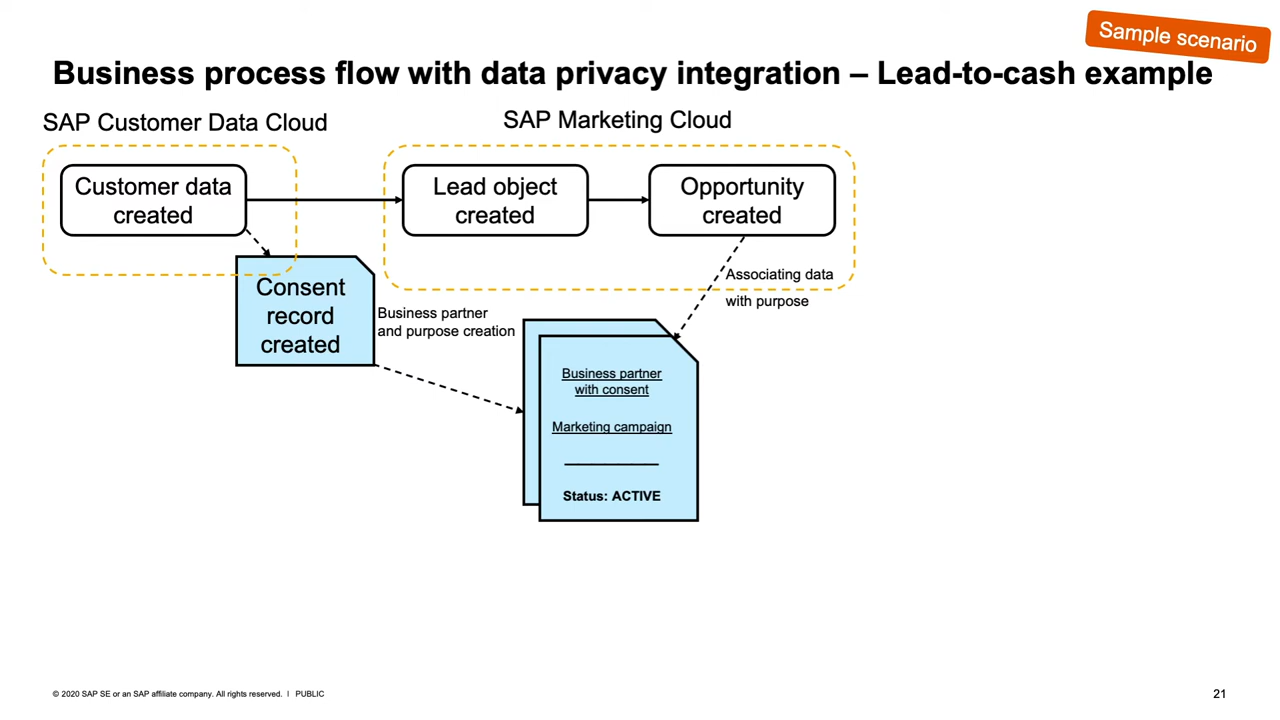 Sample scenario
Business process flow with data privacy integration – Lead-to-cash example
SAP Customer Data Cloud
SAP Marketing Cloud
Customer data
created
Lead object
created
Opportunity
created
Consent
record
created
Business partner
and purpose creation
Associating data
with purpose
Business partner
with consent
Marketing campaign
Status: ACTIVE
© 2020 SAP SE or an SAP affiliate company. All rights reserved. | PUBLIC
21